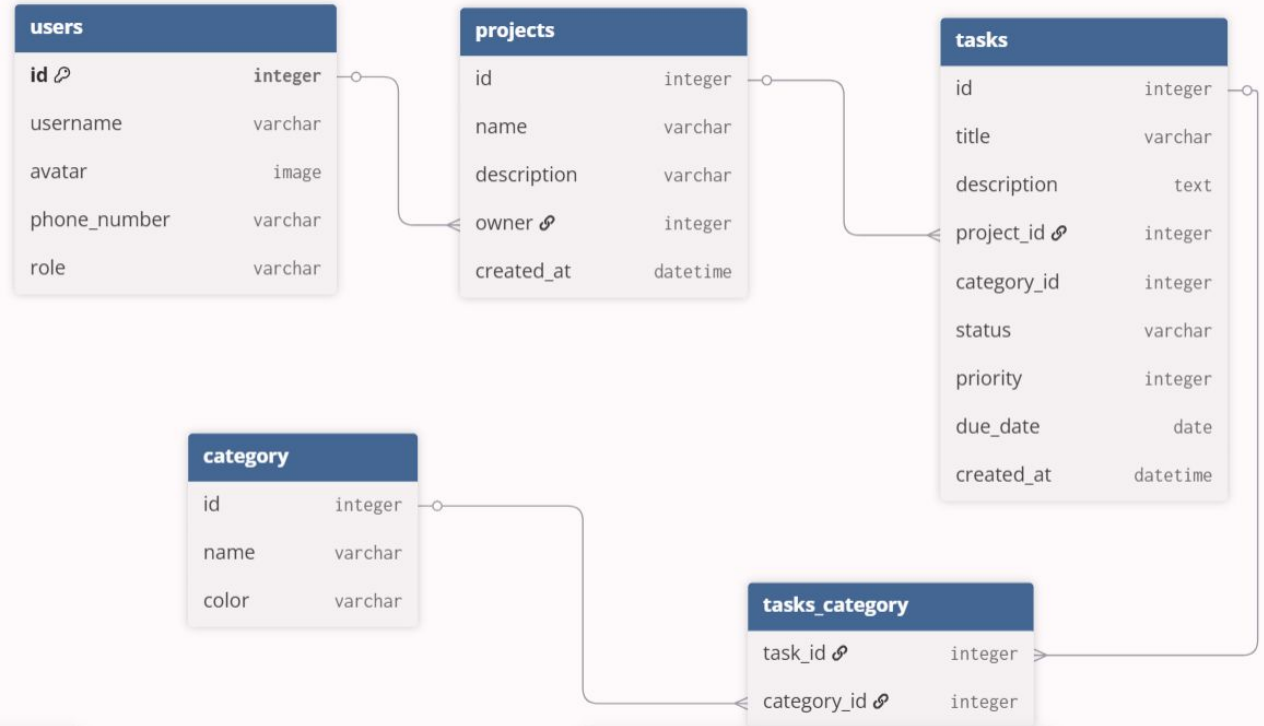 users
id integer
username varchar
avatar image
phone_number varchar
role varchar
projects
id integer
name varchar
description varchar
owner integer
created_at datetime
tasks
id integer
title varchar
description text
project_id integer
category_id integer
status varchar
priority integer
due_date date
created_at datetime
category
id integer
name varchar
color varchar
tasks_category
task_id integer
category_id integer